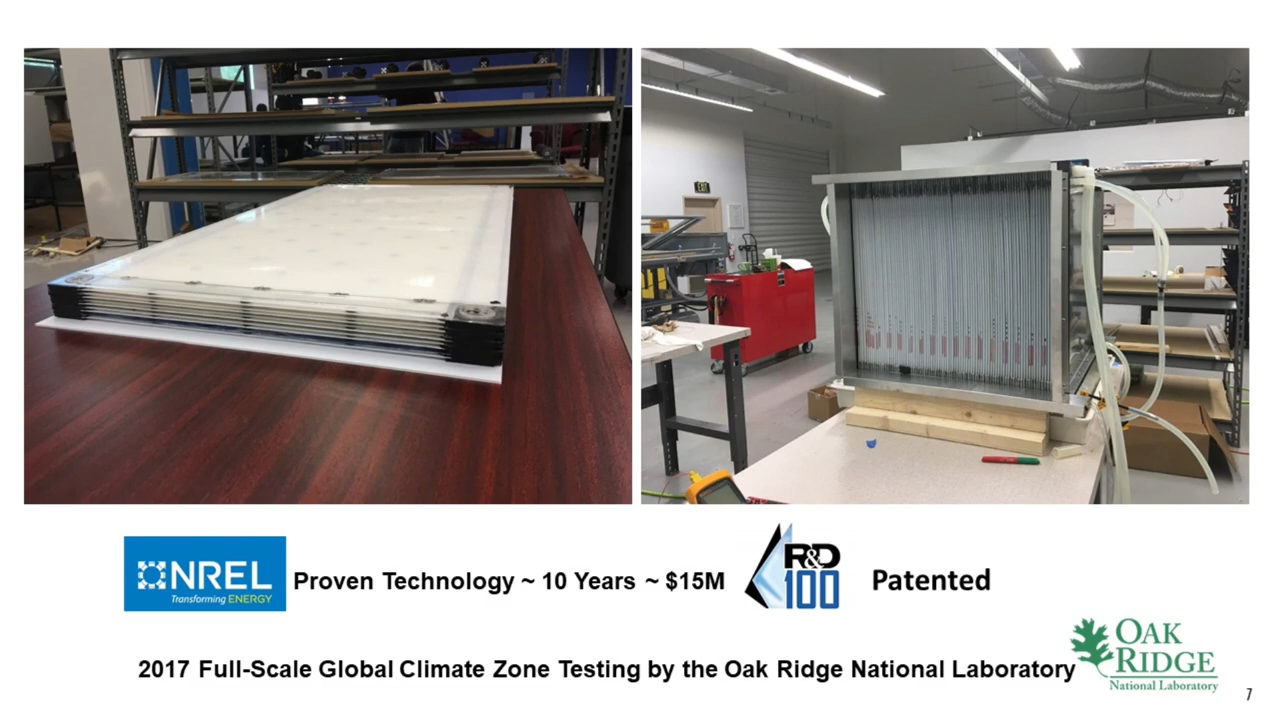 EXIT
NREL
Transforming ENERGY
Proven Technology ~ 10 Years ~ $15M
R&D
100
Patented
2017 Full-Scale Global Climate Zone Testing by the Oak Ridge National Laboratory
OAK
RIDGE
National Laboratory
7